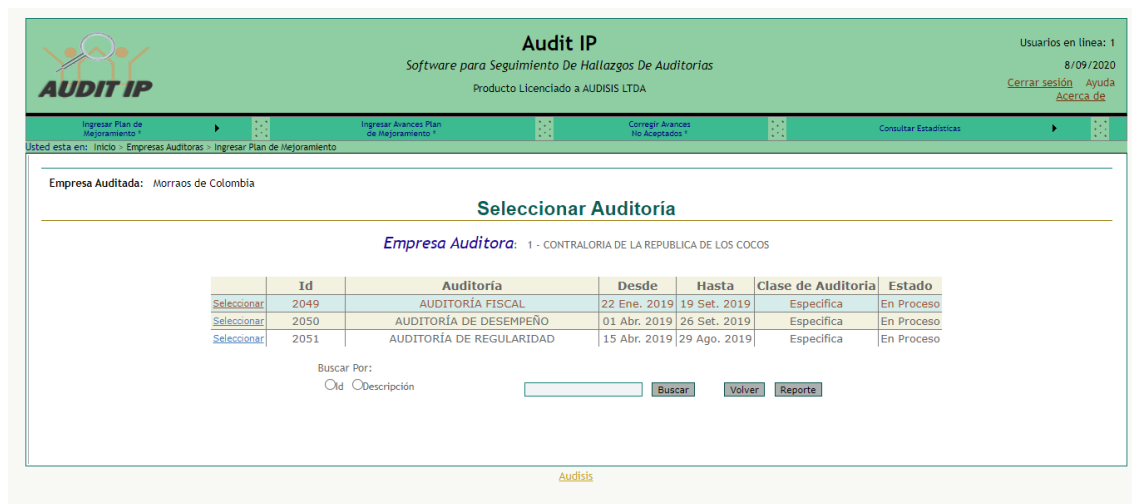 Audit IP
Usuarios en linea: 1
Software para Seguimiento De Hallazgos De Auditorias
8/09/2020
AUDIT IP
Producto Licenciado a AUDISIS LTDA
Cerrar sesión Ayuda
Acerca de
Ingresar Plan de
Mejoramiento *
Ingresar Avances Plan
de Mejoramiento *
Corregir Avances
No Aceptados *
Consultar Estadísticas
Usted esta en: Inicio > Empresas Auditoras > Ingresar Plan de Mejoramiento
Empresa Auditada: Morraos de Colombia
Seleccionar Auditoría
Empresa Auditora: 1 - CONTRALORIA DE LA REPUBLICA DE LOS COCOS
Id Auditoría Desde Hasta Clase de Auditoria Estado
Seleccionar 2049 AUDITORÍA FISCAL 22 Ene. 2019 19 Set. 2019 Especifica En Proceso
Seleccionar 2050 AUDITORÍA DE DESEMPEÑO 01 Abr. 2019 26 Set. 2019 Especifica En Proceso
Seleccionar 2051 AUDITORÍA DE REGULARIDAD 15 Abr. 2019 29 Ago. 2019 Especifica En Proceso
Buscar Por:
Id Descripción Buscar Volver Reporte
Audisis